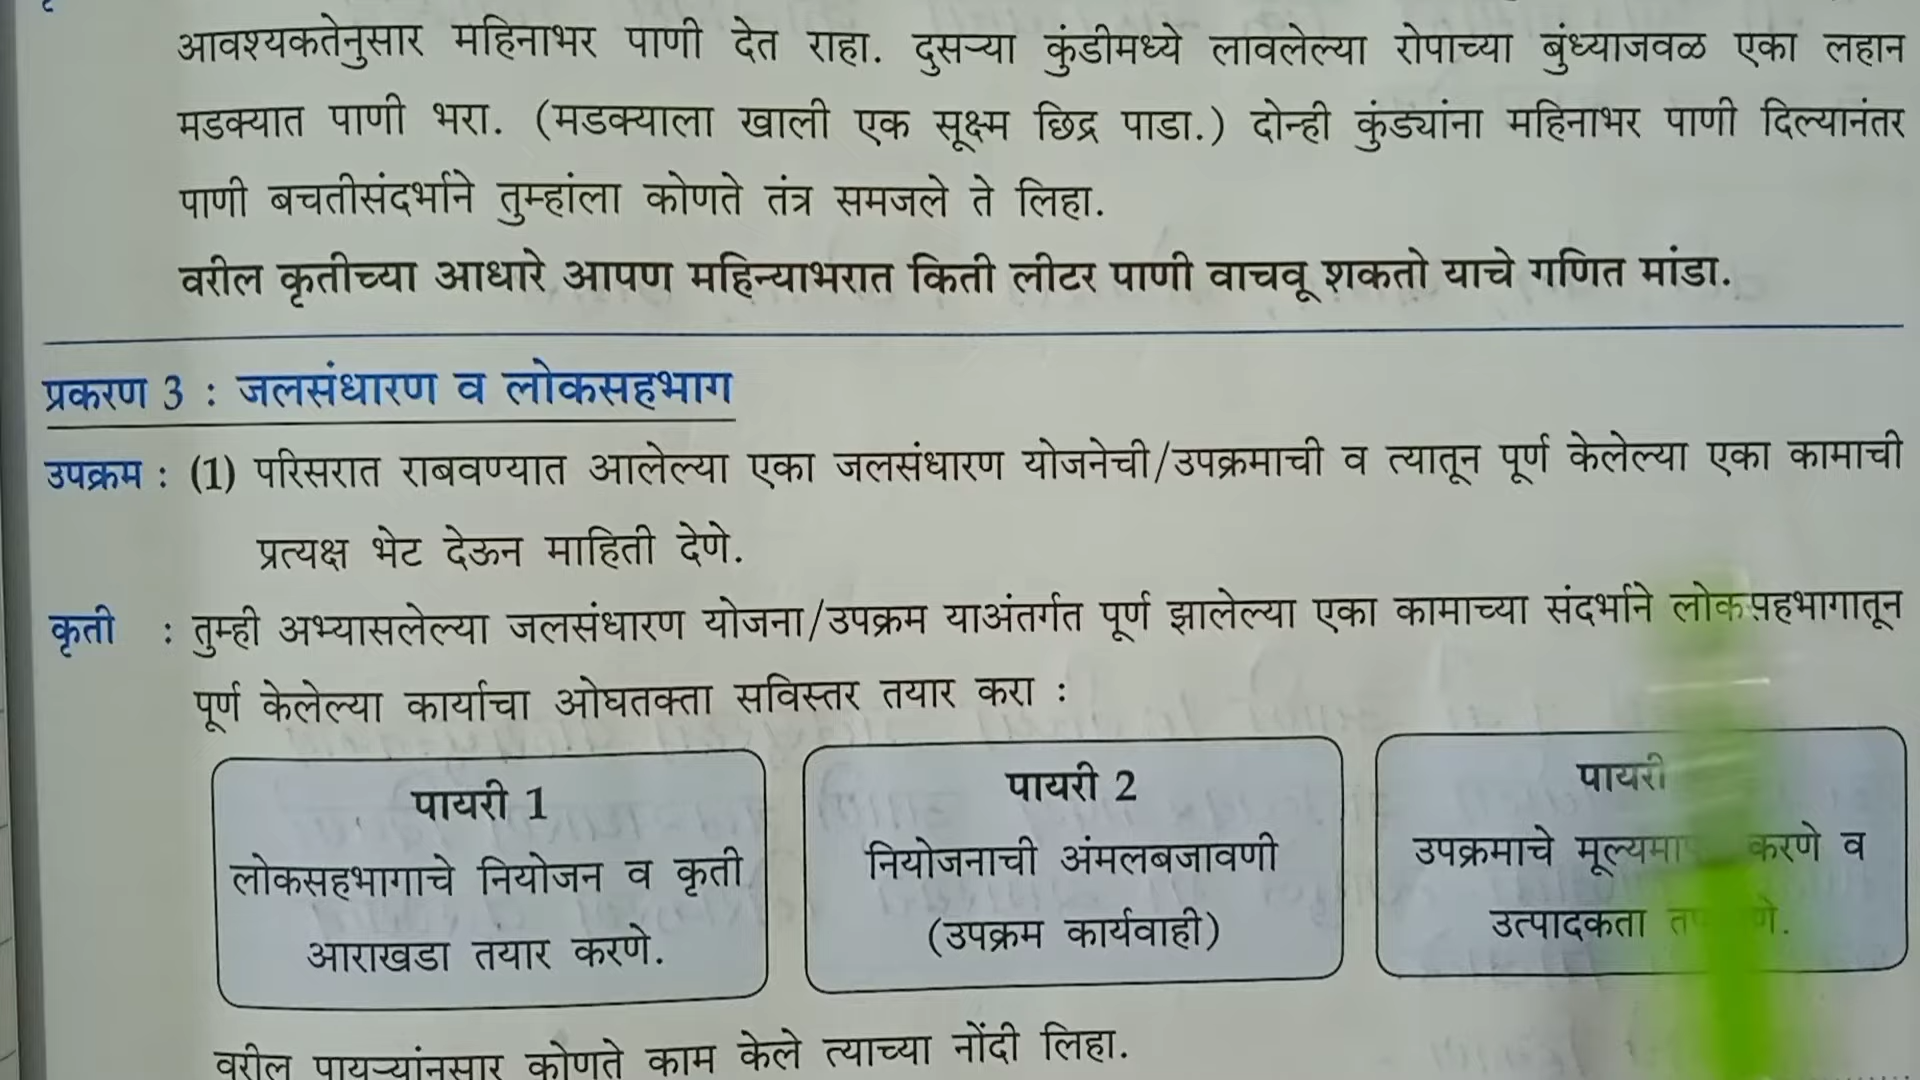 आवश्यकतेनुसार महिनाभर पाणी देत राहा. दुसऱ्या कुंडीमध्ये लावलेल्या रोपाच्या बुंध्याजवळ एका लहान
मडक्यात पाणी भरा. (मडक्याला खाली एक सूक्ष्म छिद्र पाडा.) दोन्ही कुंड्यांना महिनाभर पाणी दिल्यानंतर
पाणी बचतीसंदर्भाने तुम्हांला कोणते तंत्र समजले ते लिहा.
वरील कृतीच्या आधारे आपण महिन्याभरात किती लीटर पाणी वाचवू शकतो याचे गणित मांडा.
प्रकरण 3 : जलसंधारण व लोकसहभाग
उपक्रम : (1) परिसरात राबवण्यात आलेल्या एका जलसंधारण योजनेची/उपक्रमाची व त्यातून पूर्ण केलेल्या एका कामाची
प्रत्यक्ष भेट देऊन माहिती देणे.
कृती : तुम्ही अभ्यासलेल्या जलसंधारण योजना/उपक्रम याअंतर्गत पूर्ण झालेल्या एका कामाच्या संदर्भाने लोकसहभागातून
पूर्ण केलेल्या कार्याचा ओघतक्ता सविस्तर तयार करा :
पायरी 1
लोकसहभागाचे नियोजन व कृती
आराखडा तयार करणे.
पायरी 2
नियोजनाची अंमलबजावणी
(उपक्रम कार्यवाही)
पायरी
उपक्रमाचे करणे व
उत्पादकता
वरील पायऱ्यांनुसार कोणते काम केले त्याच्या नोंदी लिहा.